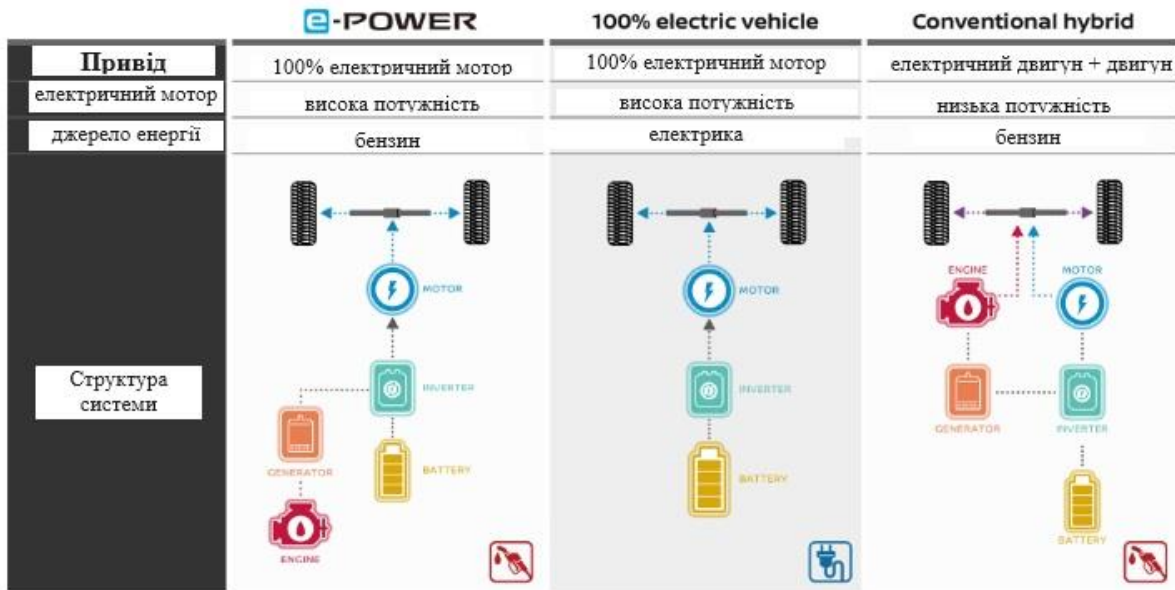 e-POWER
100% electric vehicle
Conventional hybrid
Привід
100% електричний мотор
100% електричний мотор
електричний двигун + двигун
електричний мотор
висока потужність
висока потужність
низька потужність
джерело енергії
бензин
електрика
бензин
Структура
системи
MOTOR
INVERTER
GENERATOR
BATTERY
ENGINE
MOTOR
INVERTER
BATTERY
ENGINE
MOTOR
GENERATOR
INVERTER
BATTERY